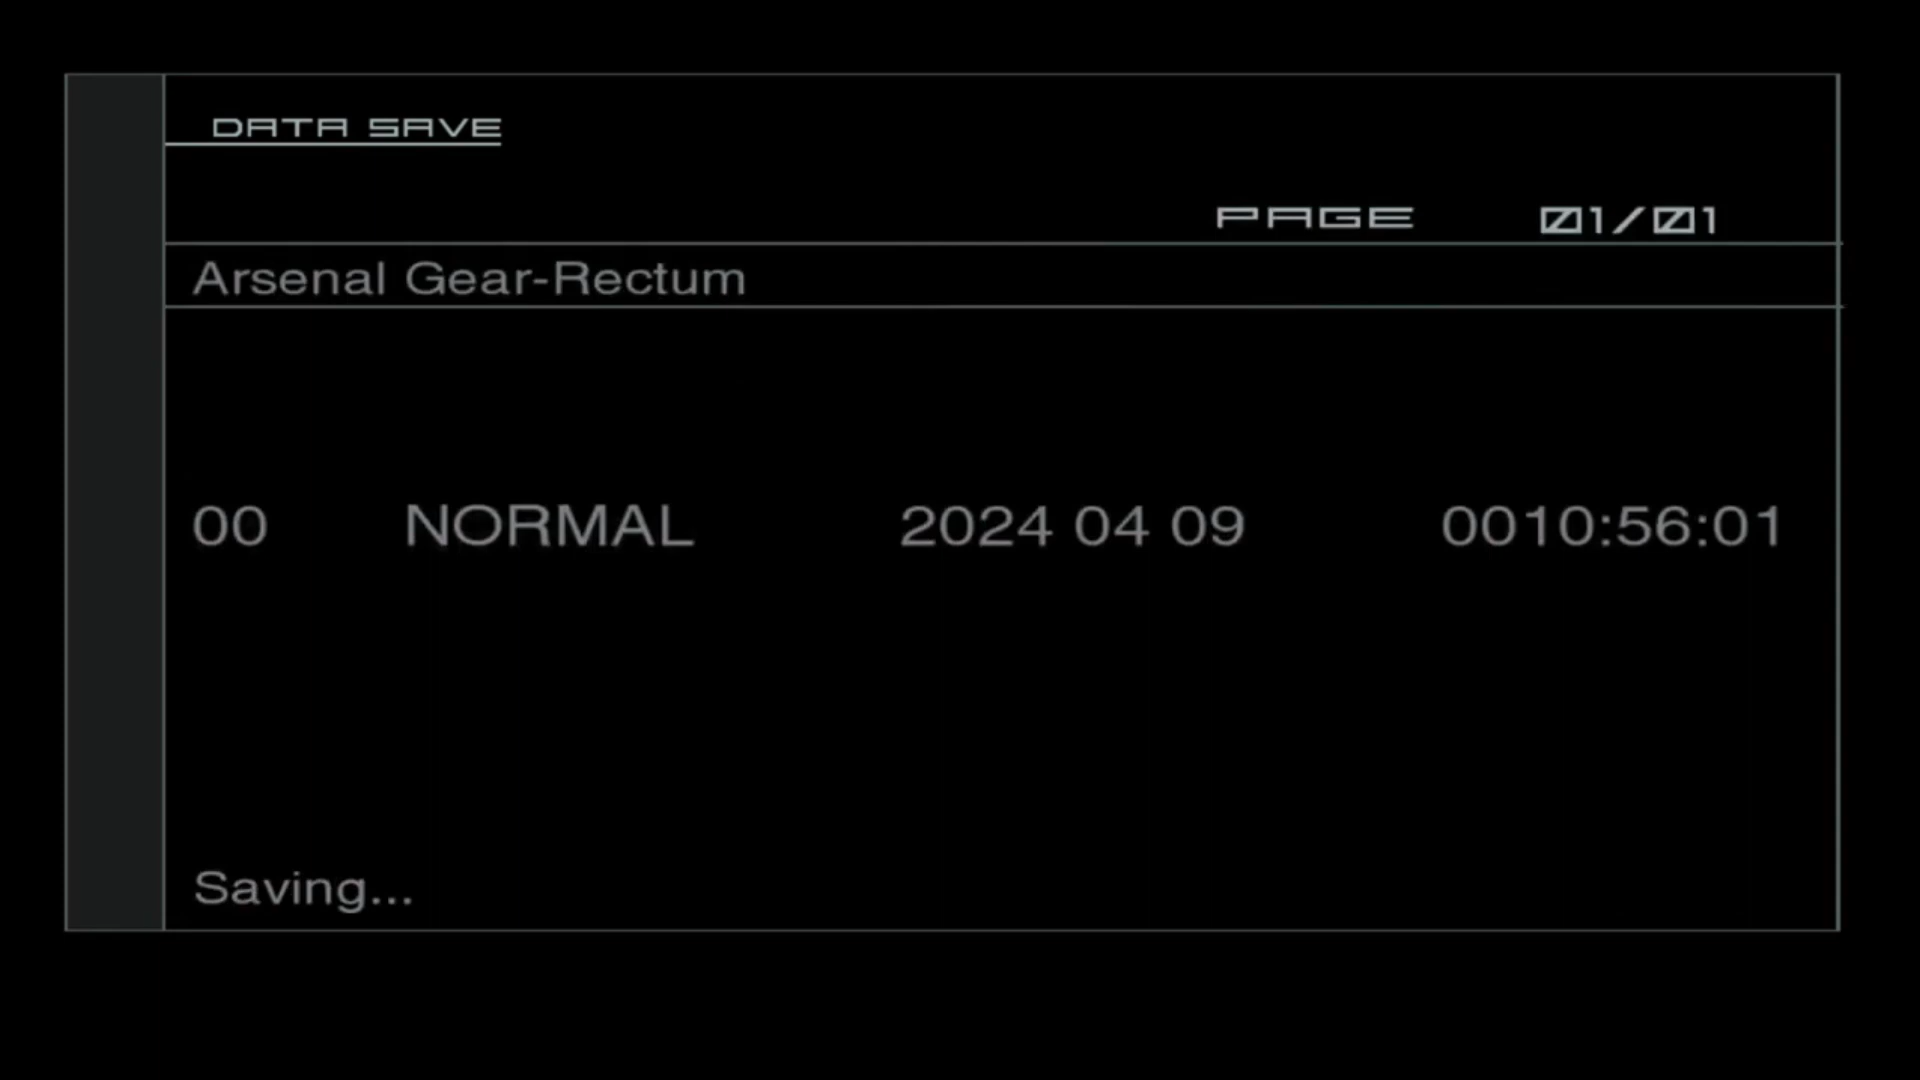 DATA SAVE
PAGE 01/01
Arsenal Gear-Rectum
00 NORMAL 2024 04 09 0010:56:01
Saving...